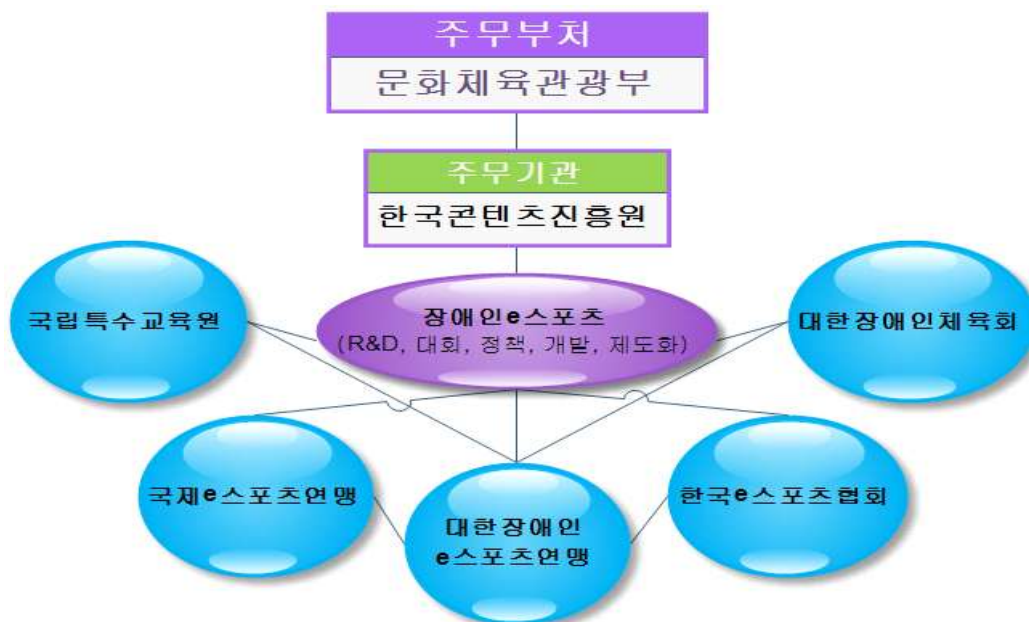 주무부처
문화체육관광부
주무기관
한국콘텐츠진흥원
국립특수교육원
장애인e스포츠
(R&D, 대회, 정책, 개발, 제도화)
대한장애인체육회
국제e스포츠연맹
대한장애인
e스포츠연맹
한국e스포츠협회